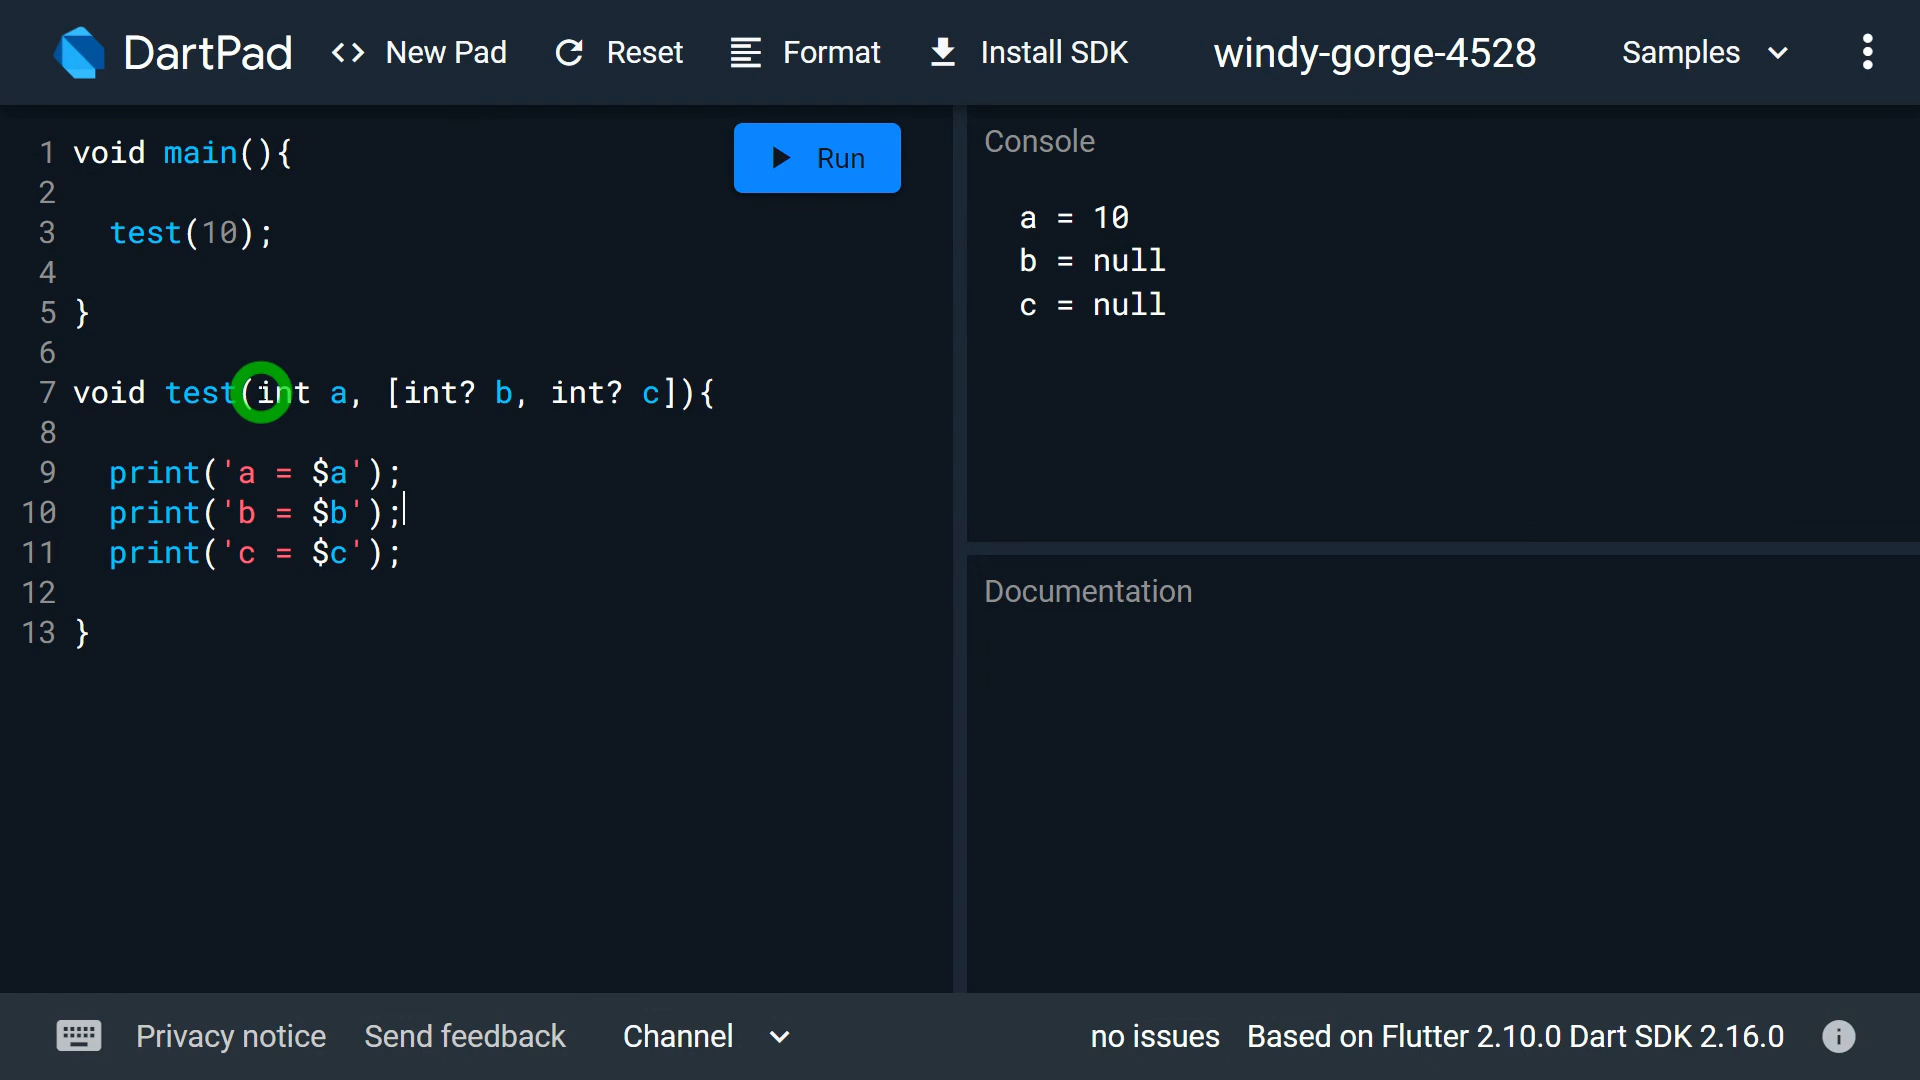 DartPad <> New Pad Reset Format Install SDK windy-gorge-4528 Samples
1 void main(){
2
3 test(10);
4
5 }
6
7 void test(int a, [int? b, int? c]){
8
9 print('a = $a');
10 print('b = $b');
11 print('c = $c');
12
13 }
Run
Console
a = 10
b = null
c = null
Documentation
Privacy notice Send feedback Channel no issues Based on Flutter 2.10.0 Dart SDK 2.16.0